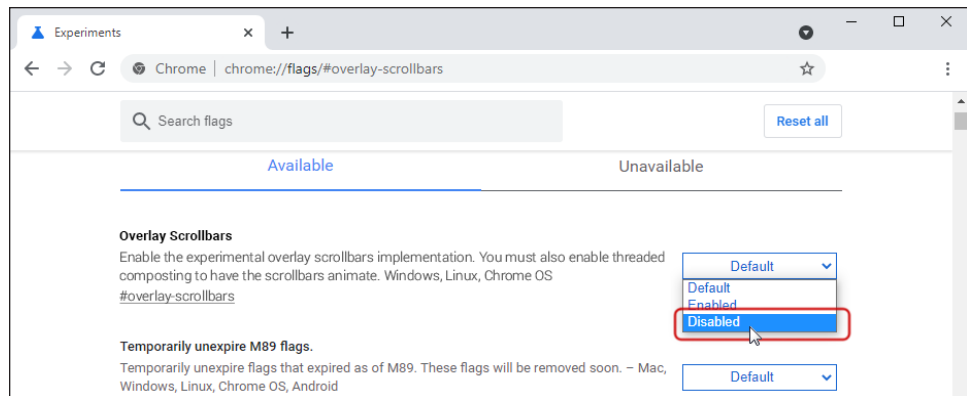 Experiments
Chrome | chrome://flags/#overlay-scrollbars
Search flags
Reset all
Available
Unavailable
Overlay Scrollbars
Enable the experimental overlay scrollbars implementation. You must also enable threaded
composting to have the scrollbars animate. Windows, Linux, Chrome OS
#overlay-scrollbars
Default
Default
Enabled
Disabled
Temporarily unexpire M89 flags.
Temporarily unexpire flags that expired as of M89. These flags will be removed soon. – Mac,
Windows, Linux, Chrome OS, Android
Default